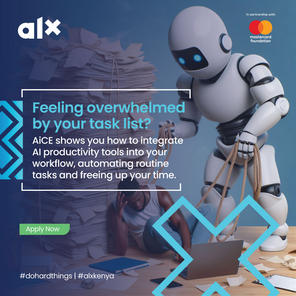 alx
In partnership with
mastercard
foundation
Feeling overwhelmed
by your task list?
AiCE shows you how to integrate
AI productivity tools into your
workflow, automating routine
tasks and freeing up your time.
Apply Now
#dohardthings | #alxkenya